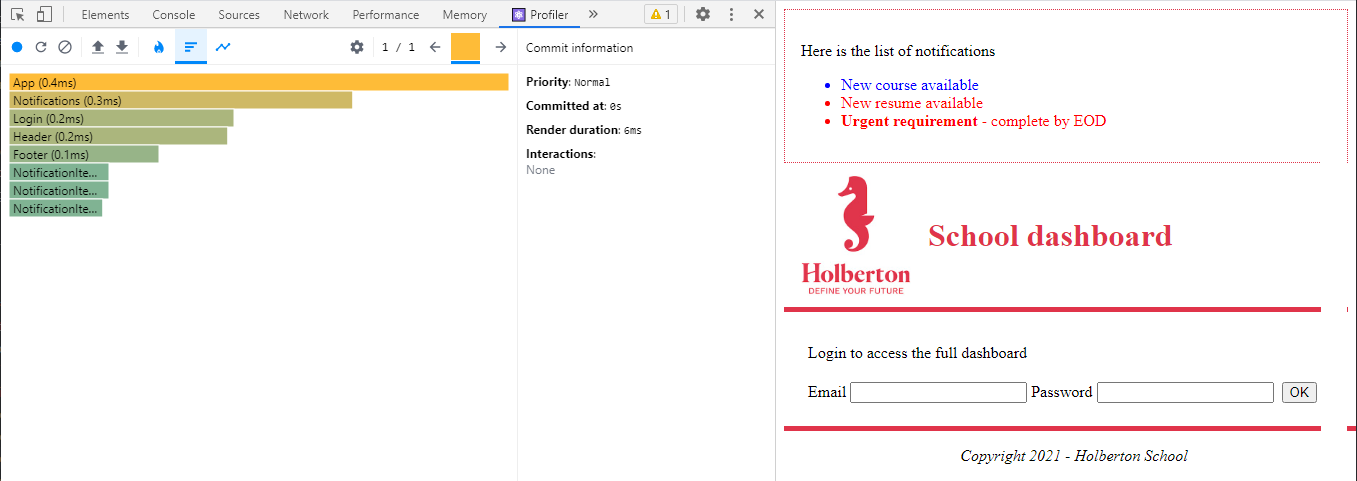 Elements Console Sources Network Performance Memory Profiler » 1
1 / 1
Commit information
App (0.4ms)
Notifications (0.3ms)
Login (0.2ms)
Header (0.2ms)
Footer (0.1ms)
NotificationIte...
NotificationIte...
NotificationIte...
Priority: Normal
Committed at: 0s
Render duration: 6ms
Interactions:
None
Here is the list of notifications
New course available
New resume available
Urgent requirement - complete by EOD
Holberton
DEFINE YOUR FUTURE
School dashboard
Login to access the full dashboard
Email Password OK
Copyright 2021 - Holberton School